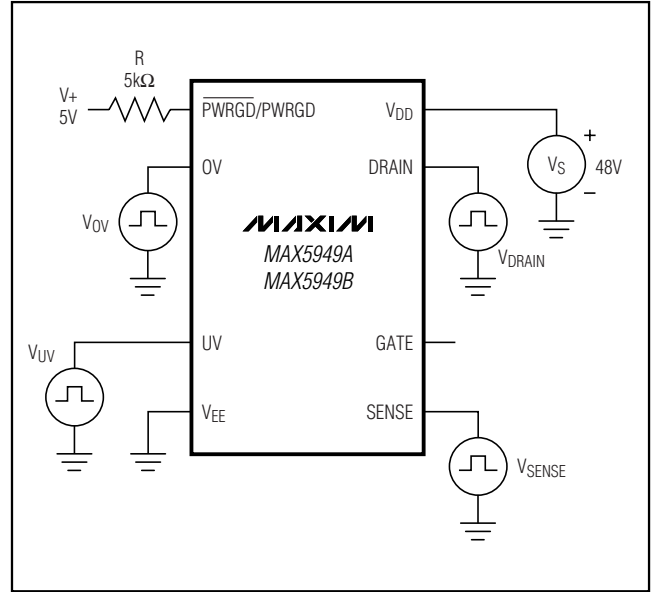 R
5kΩ
V+
5V
PWRGD/PWRGD
VDD
+
VS
48V
−
OV
DRAIN
VOV
MAXIM
VDRAIN
MAX5949A
MAX5949B
UV
GATE
VUV
VEE
SENSE
VSENSE